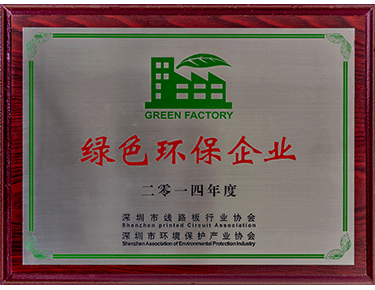 GREEN FACTORY
绿色环保企业
二零一四年度
深圳市线路板行业协会
Shenzhen printed Circuit Association
深圳市环境保护产业协会
Shenzhen Association of Environmental Protection Industry